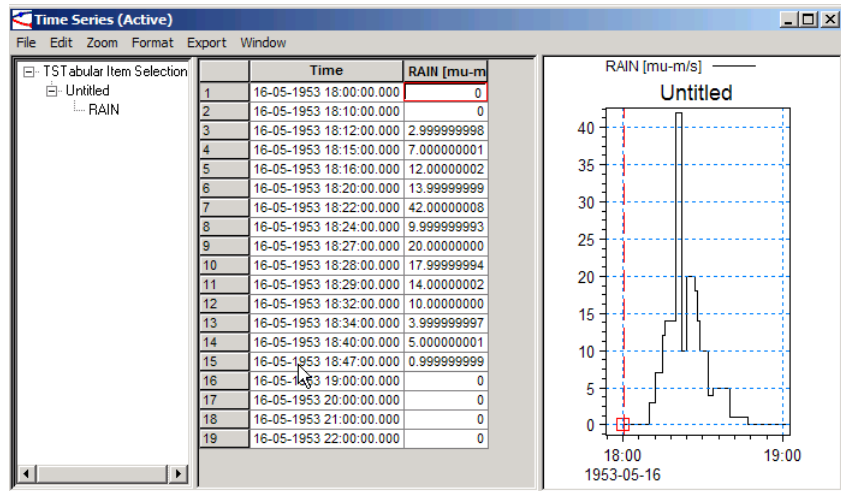 Time Series (Active)
File Edit Zoom Format Export Window
TSTabular Item Selection
Untitled
RAIN
Time RAIN [mu-m
1 16-05-1953 18:00:00.000 0
2 16-05-1953 18:10:00.000 0
3 16-05-1953 18:12:00.000 2.999999998
4 16-05-1953 18:15:00.000 7.000000001
5 16-05-1953 18:16:00.000 12.00000002
6 16-05-1953 18:20:00.000 13.99999999
7 16-05-1953 18:22:00.000 42.00000008
8 16-05-1953 18:24:00.000 9.999999993
9 16-05-1953 18:27:00.000 20.00000000
10 16-05-1953 18:28:00.000 17.99999994
11 16-05-1953 18:29:00.000 14.00000002
12 16-05-1953 18:32:00.000 10.00000000
13 16-05-1953 18:34:00.000 3.999999997
14 16-05-1953 18:40:00.000 5.000000001
15 16-05-1953 18:47:00.000 0.999999999
16 16-05-1953 19:00:00.000 0
17 16-05-1953 20:00:00.000 0
18 16-05-1953 21:00:00.000 0
19 16-05-1953 22:00:00.000 0
RAIN [mu-m/s]
Untitled
40
35
30
25
20
15
10
5
0
18:00 19:00
1953-05-16